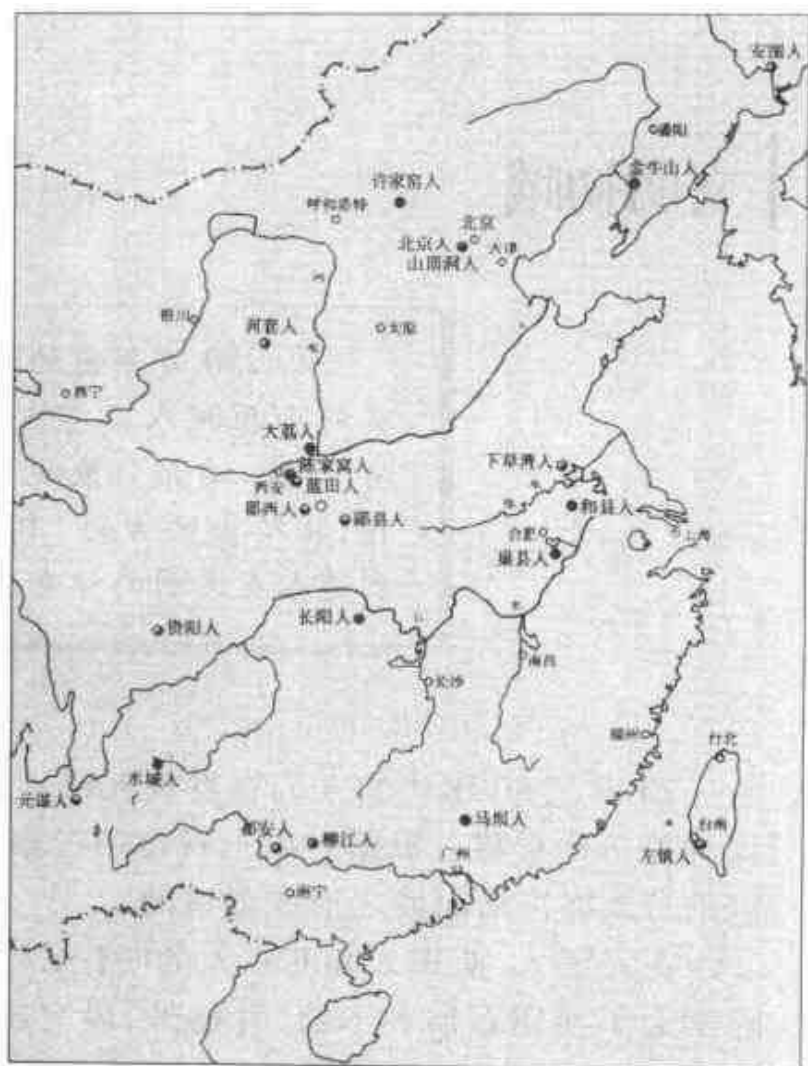 安图人
沈阳
金牛山人
许家窑人
呼和浩特
北京
北京人
天津
山顶洞人
银川
河套人
太原
西宁
大荔人
陈家窝人
西安
蓝田人
郧西人
郧县人
下草湾人
和县人
合肥
上海
巢县人
资阳人
长阳人
江
长
南昌
长沙
福州
台北
水城人
元谋人
马坝人
都安人
柳江人
广州
台湾
左镇人
南宁